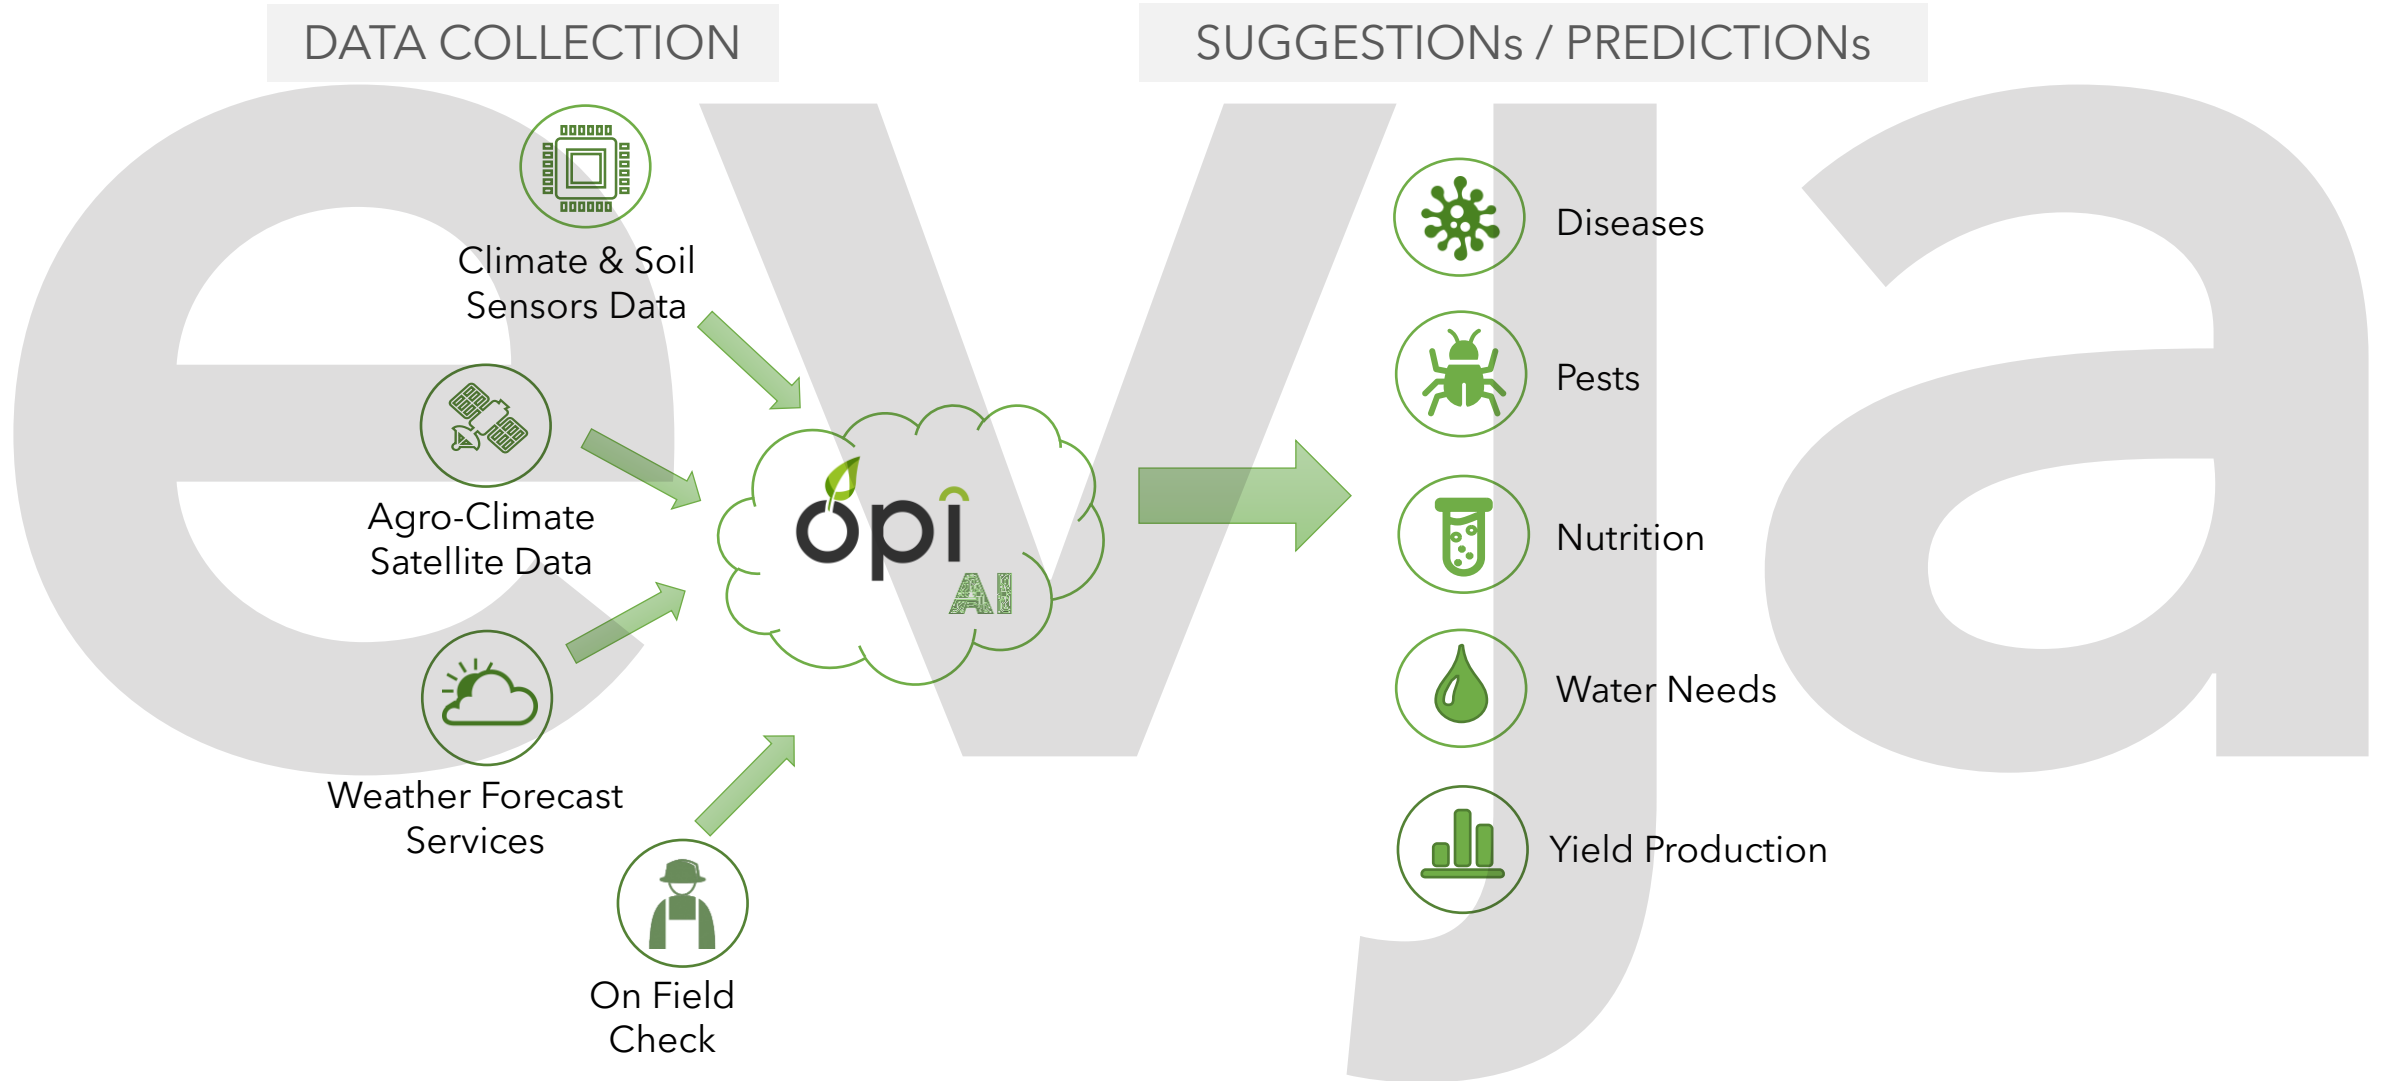 DATA COLLECTION
SUGGESTIONs / PREDICTIONs
evja
Climate & Soil
Sensors Data
Agro-Climate
Satellite Data
Weather Forecast
Services
On Field
Check
opi
AI
Diseases
Pests
Nutrition
Water Needs
Yield Production